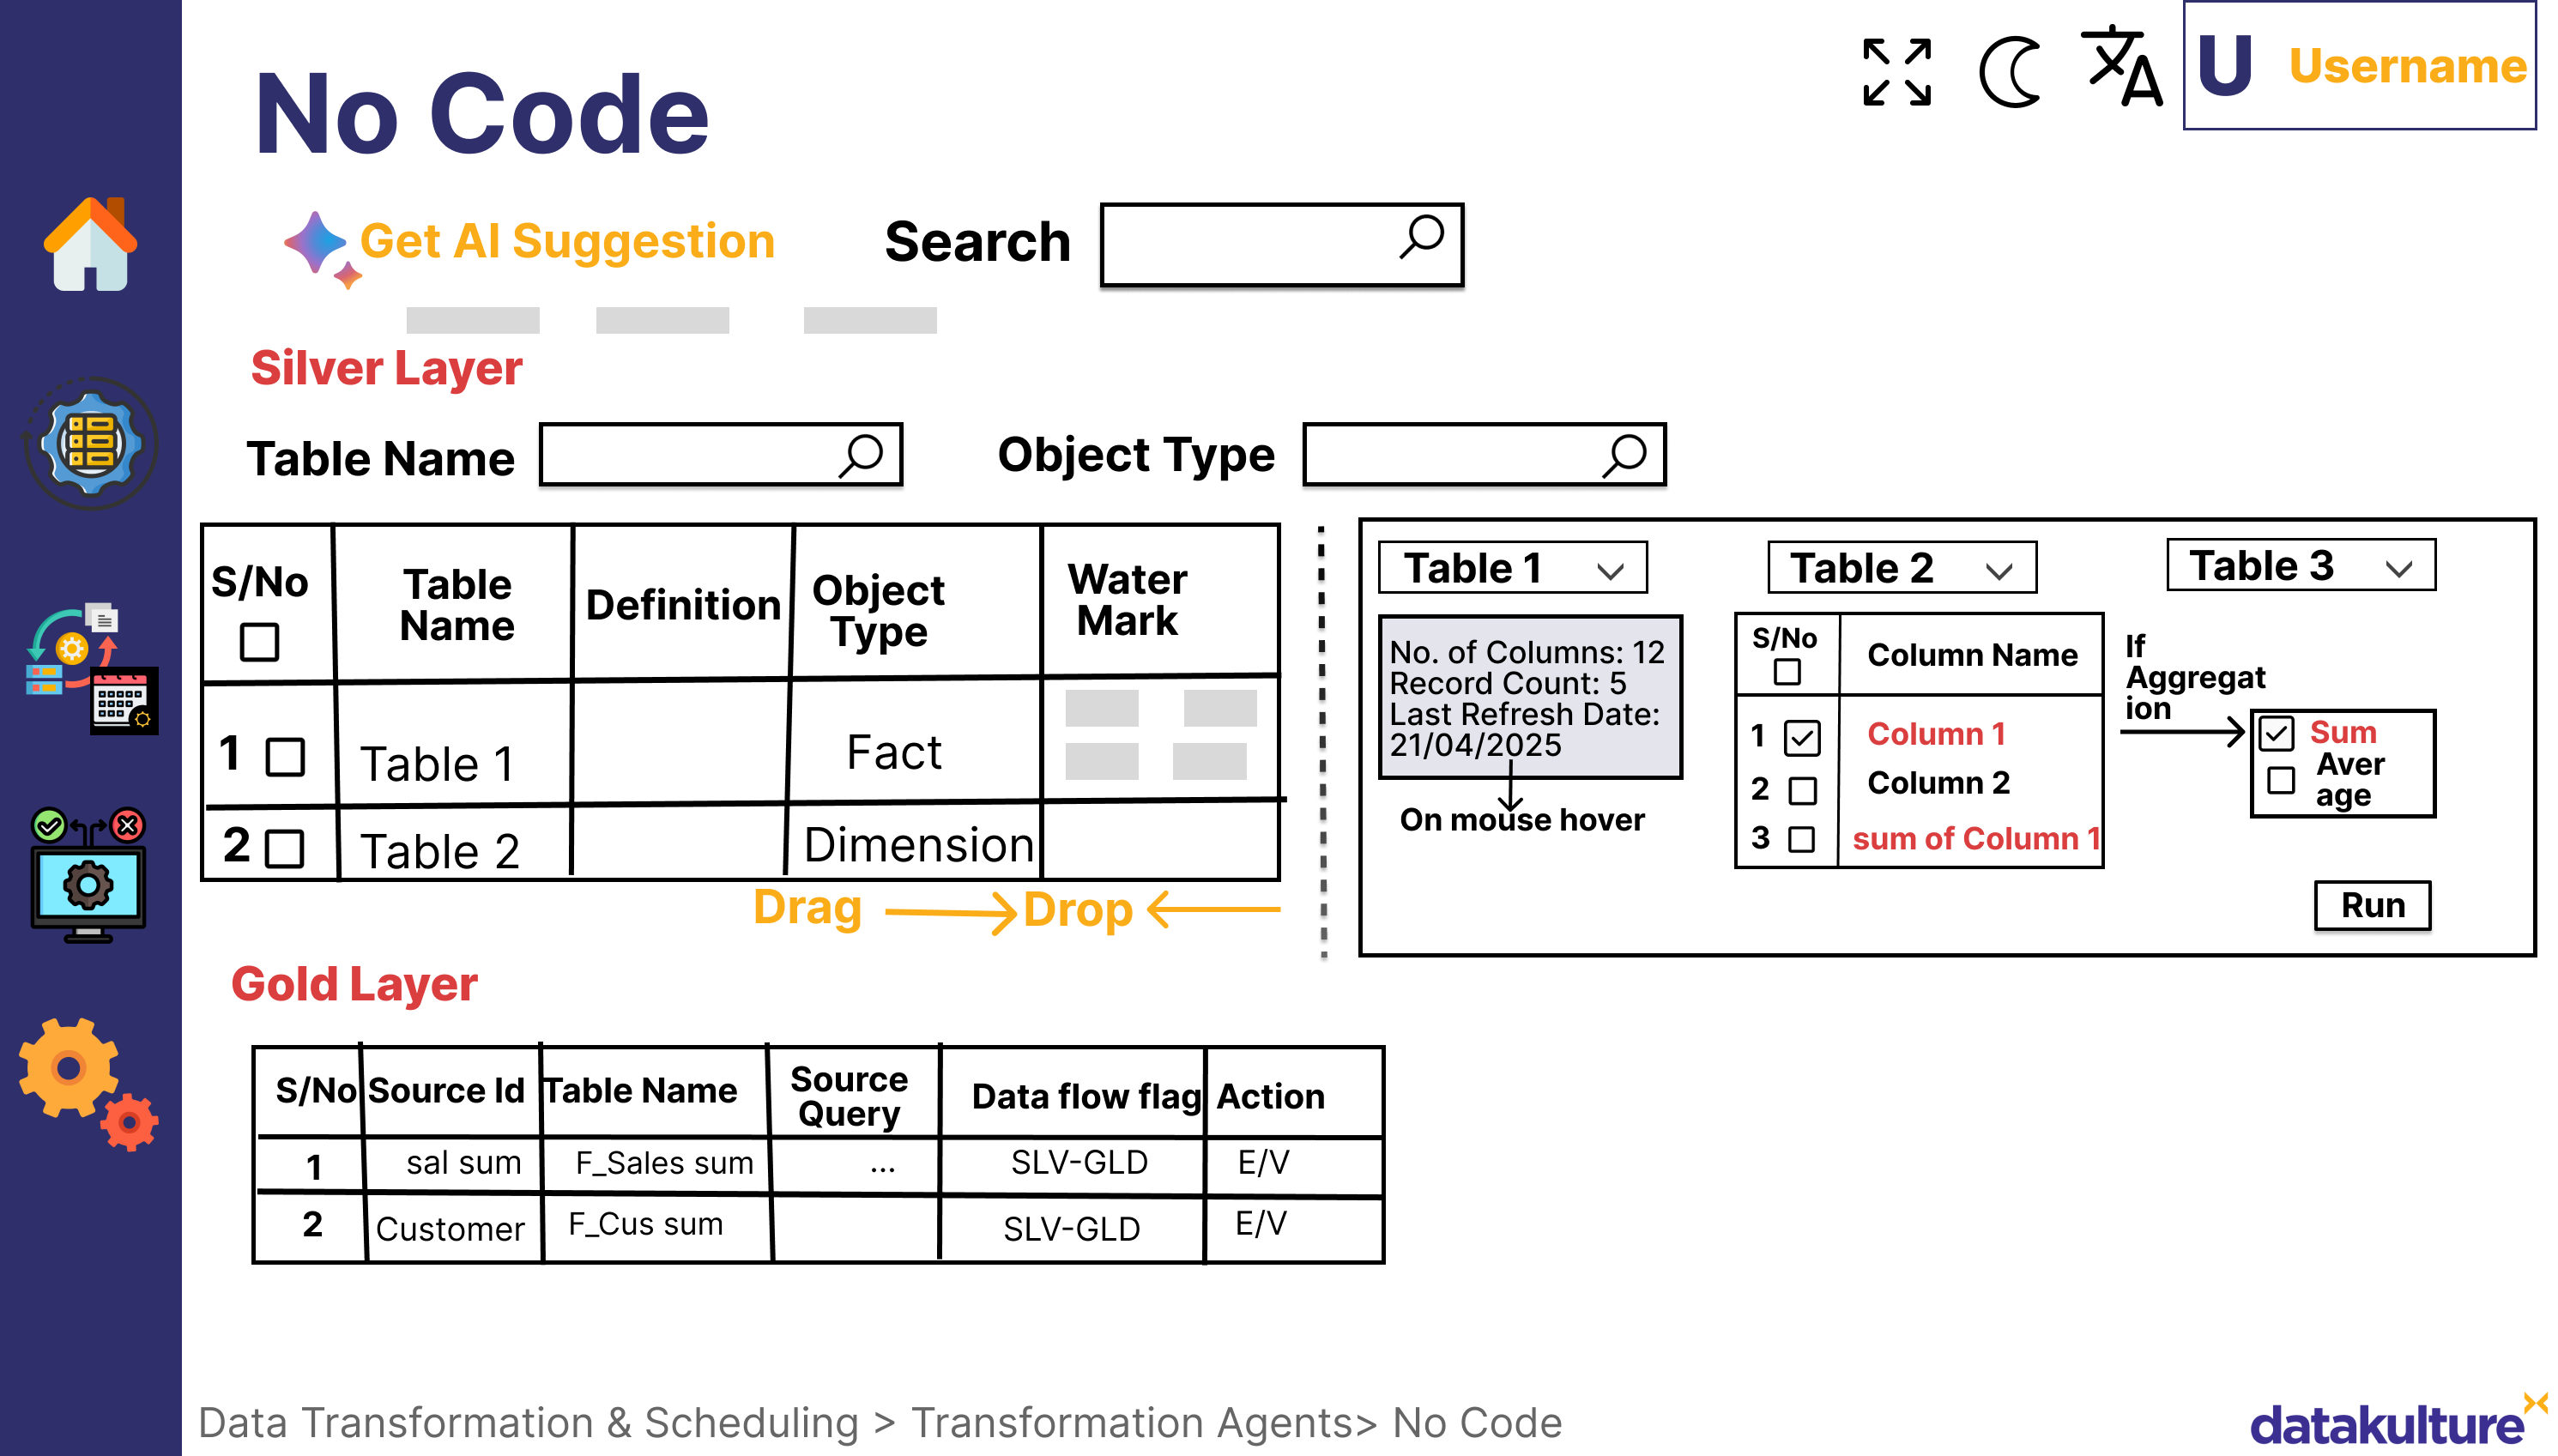 No Code
U Username
Get AI Suggestion
Search
Silver Layer
Table Name
Object Type
S/No
Table
Name
Definition
Object
Type
Water
Mark
1 Table 1 Fact
2 Table 2 Dimension
Drag Drop
Table 1
Table 2
Table 3
No. of Columns: 12
Record Count: 5
Last Refresh Date:
21/04/2025
On mouse hover
S/No Column Name
1 Column 1
2 Column 2
3 sum of Column 1
If
Aggregat
ion
Sum
Aver
age
Run
Gold Layer
S/No Source Id Table Name
Source
Query
Data flow flag Action
1 sal sum F_Sales sum ... SLV-GLD E/V
2 Customer F_Cus sum SLV-GLD E/V
Data Transformation & Scheduling > Transformation Agents> No Code
datakulture